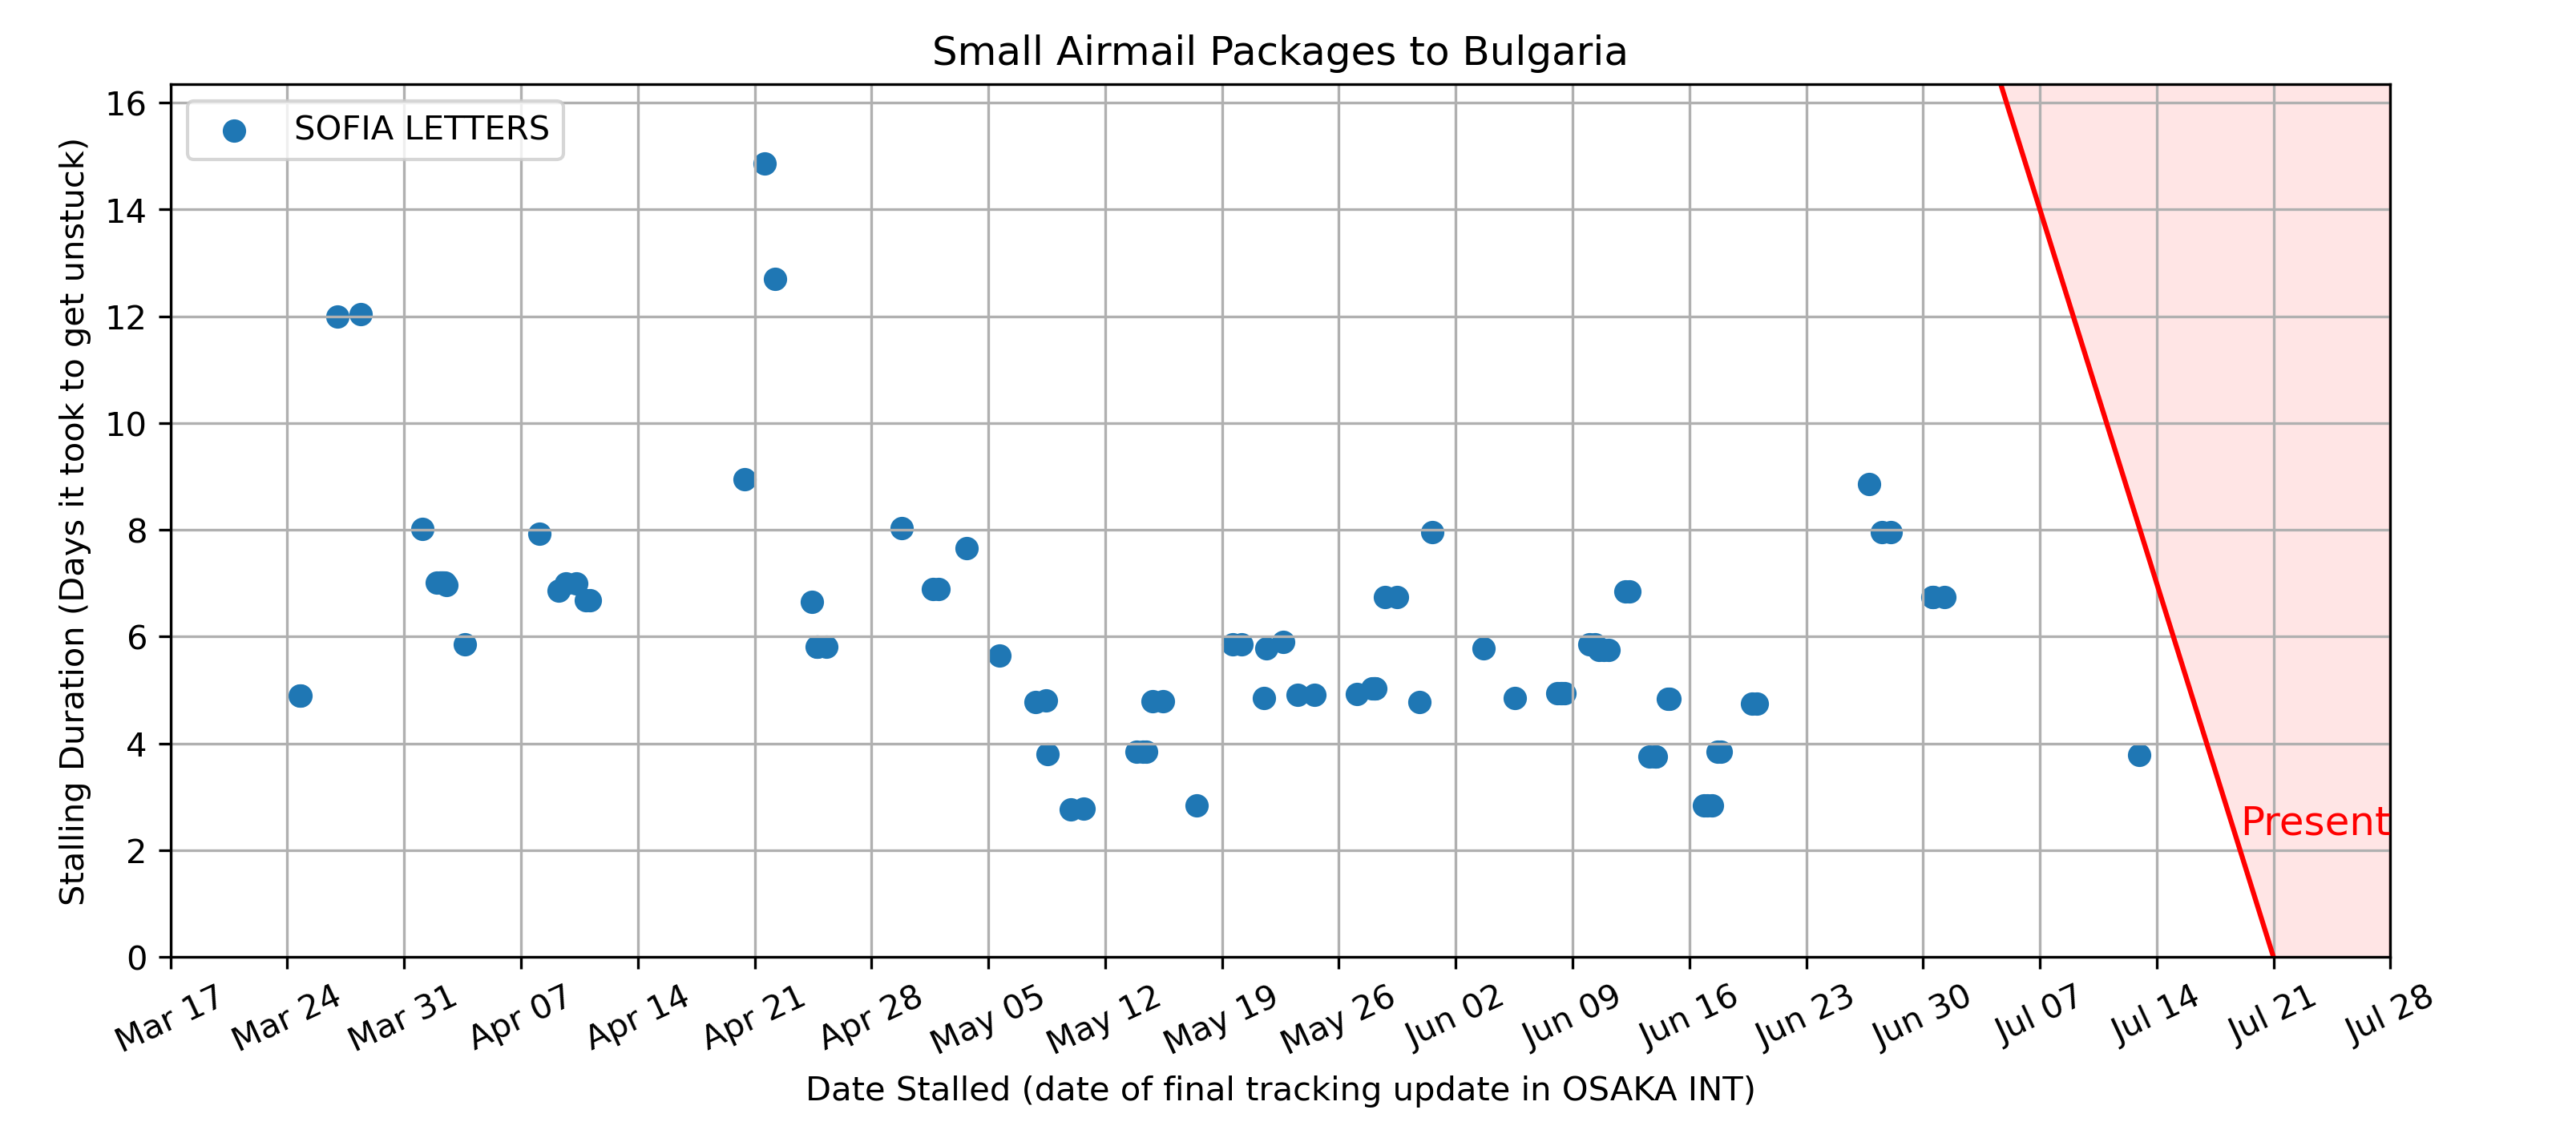 Small Airmail Packages to Bulgaria
SOFIA LETTERS
Stalling Duration (Days it took to get unstuck)
16
14
12
10
8
6
4
2
0
Present
Mar 17 Mar 24 Mar 31 Apr 07 Apr 14 Apr 21 Apr 28 May 05 May 12 May 19 May 26 Jun 02 Jun 09 Jun 16 Jun 23 Jun 30 Jul 07 Jul 14 Jul 21 Jul 28
Date Stalled (date of final tracking update in OSAKA INT)